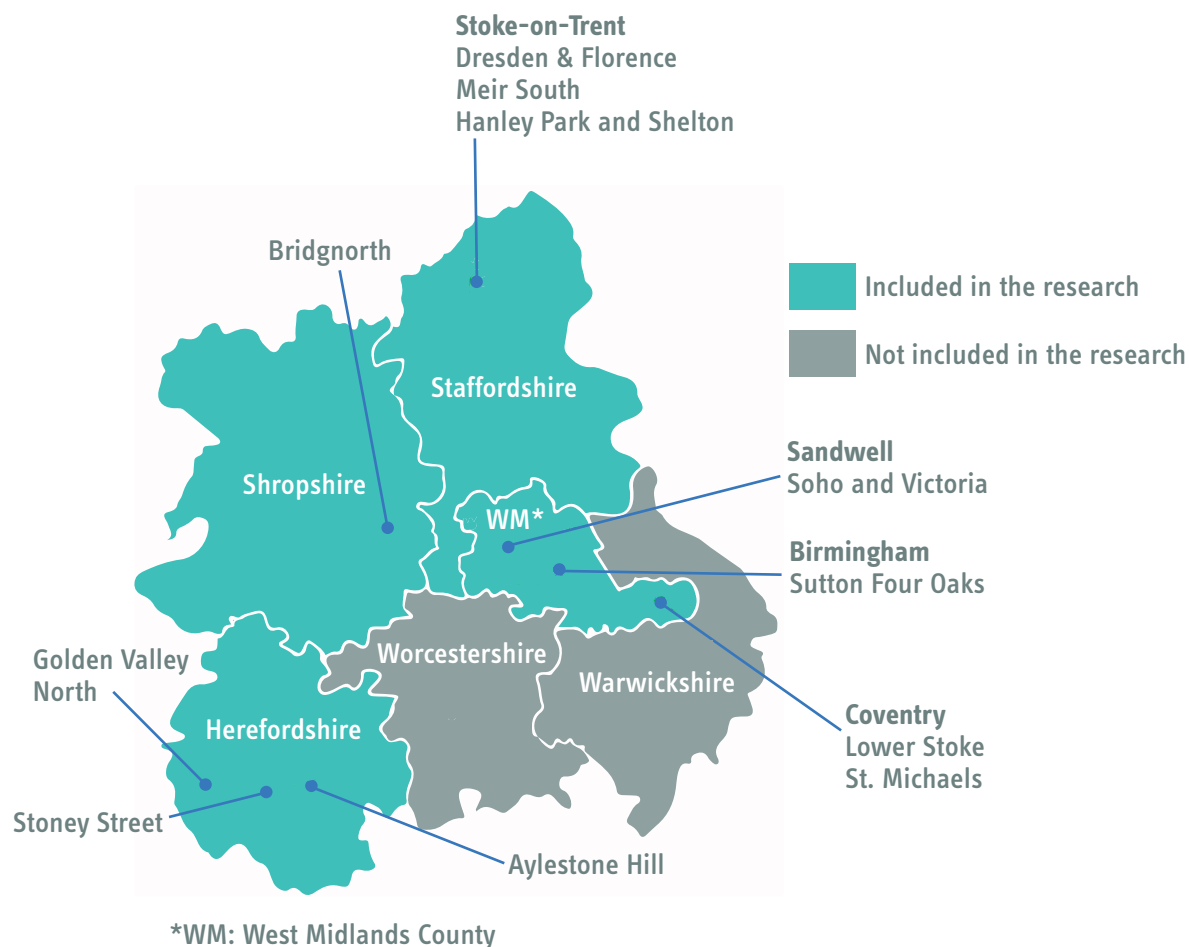 Stoke-on-Trent
Dresden & Florence
Meir South
Hanley Park and Shelton
Bridgnorth
Included in the research
Not included in the research
Staffordshire
Shropshire
WM*
Sandwell
Soho and Victoria
Birmingham
Sutton Four Oaks
Worcestershire
Warwickshire
Golden Valley
North
Herefordshire
Coventry
Lower Stoke
St. Michaels
Stoney Street
Aylestone Hill
*WM: West Midlands County